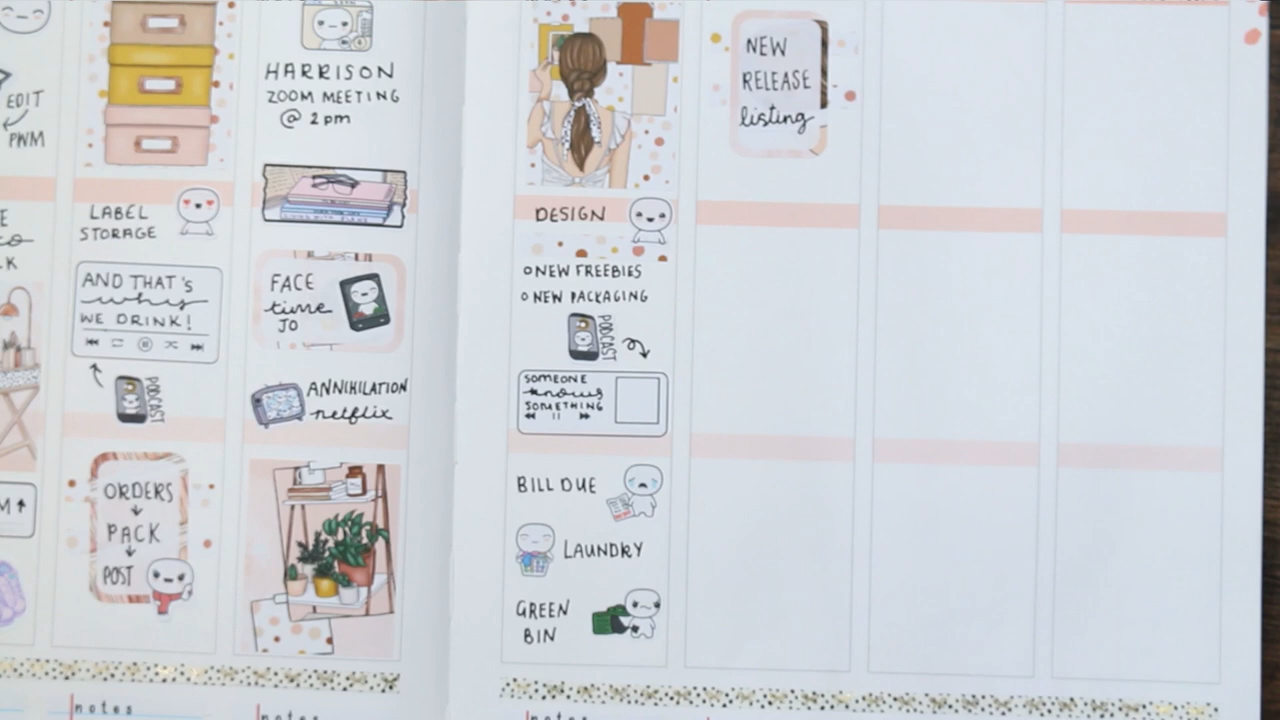 EDIT
PWM
LABEL
STORAGE
AND THAT'S
why
WE DRINK!
PODCAST
ORDERS
PACK
POST
notes
HARRISON
ZOOM MEETING
@ 2pm
FACE
time
JO
ANNIHILATION
netflix
notes
DESIGN
NEW FREEBIES
NEW PACKAGING
PODCAST
SOMEONE
knows
SOMETHING
BILL DUE
LAUNDRY
GREEN
BIN
notes
NEW
RELEASE
listing